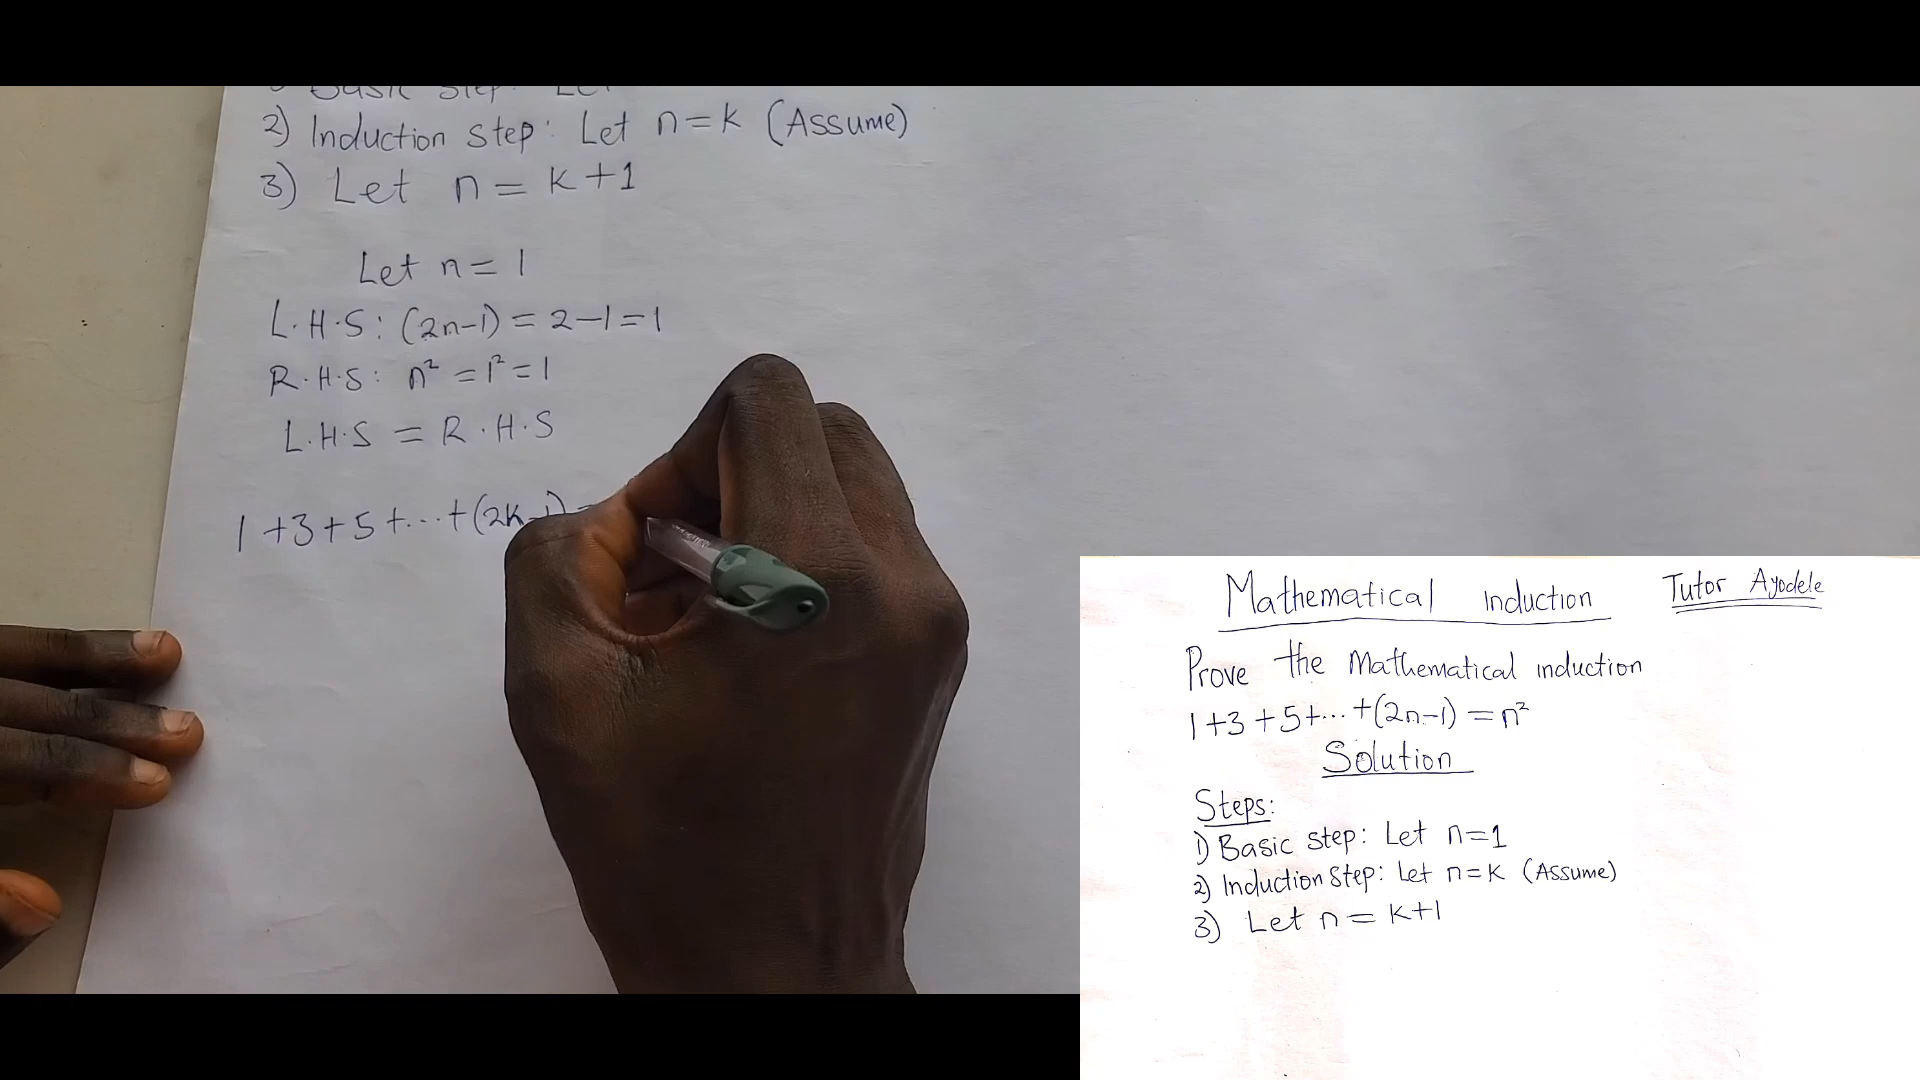 2) Induction step: Let n=k (Assume)
3) Let n = k+1
Let n = 1
L.H.S: (2n-1) = 2-1=1
R.H.S: n² = 1² = 1
L.H.S = R.H.S
1+3+5+...+(2k-1) =
Mathematical induction Tutor Ayodele
Prove the Mathematical induction
1+3+5+...+(2n-1) = n²
Solution
Steps:
1) Basic step: Let n=1
2) Induction step: Let n=k (Assume)
3) Let n = k+1